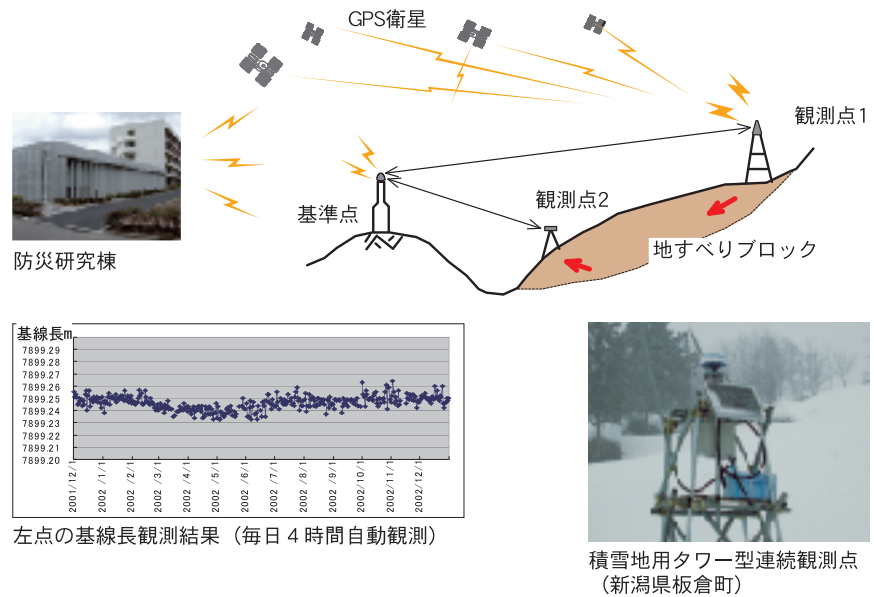 GPS衛星
観測点1
観測点2
基準点
地すべりブロック
防災研究棟
基線長m
7899.29
7899.28
7899.27
7899.26
7899.25
7899.24
7899.23
7899.22
7899.21
7899.20
2001/12/1
2002 /1/1
2002 /2/1
2002 /3/1
2002 /4/1
2002 /5/1
2002 /6/1
2002 /7/1
2002 /8/1
2002 /9/1
2002/10/1
2002/11/1
2002/12/1
左点の基線長観測結果（毎日４時間自動観測）
積雪地用タワー型連続観測点
（新潟県板倉町）